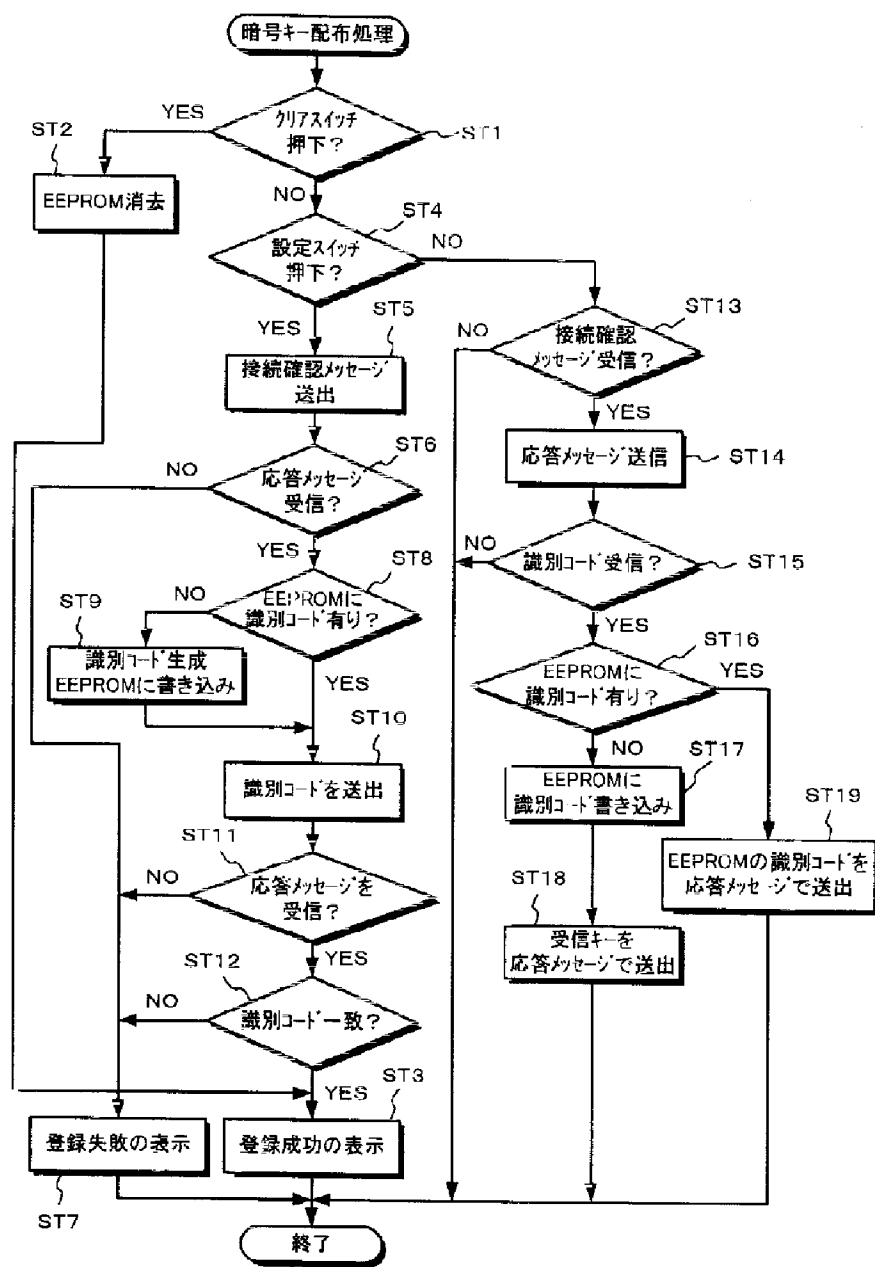 暗号キー配布処理
YES
クリアスイッチ
押下?
ST1
ST2
EEPROM消去
NO
ST4
設定スイッチ
押下?
NO
YES
ST5
接続確認メッセージ
送出
ST13
NO
接続確認
メッセージ受信?
YES
応答メッセージ送信
ST14
ST6
NO
応答メッセージ
受信?
YES
NO
識別コード受信?
ST15
ST8
NO
EEPROMに
識別コード有り?
ST9
識別コード生成
EEPROMに書き込み
YES
YES
ST16
EEPROMに
識別コード有り?
YES
NO
ST17
EEPROMに
識別コード書き込み
ST10
識別コードを送出
ST19
EEPROMの識別コードを
応答メッセージで送出
ST11
NO
応答メッセージを
受信?
YES
ST18
受信キーを
応答メッセージで送出
ST12
NO
識別コード一致?
YES
ST3
登録失敗の表示
登録成功の表示
ST7
終了